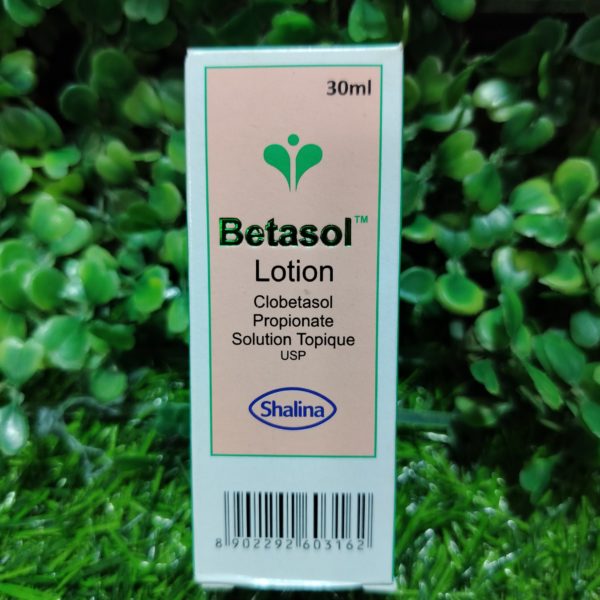 30ml
Betasol™
Lotion
Clobetasol
Propionate
Solution Topique
USP
Shalina
8 902292 603162